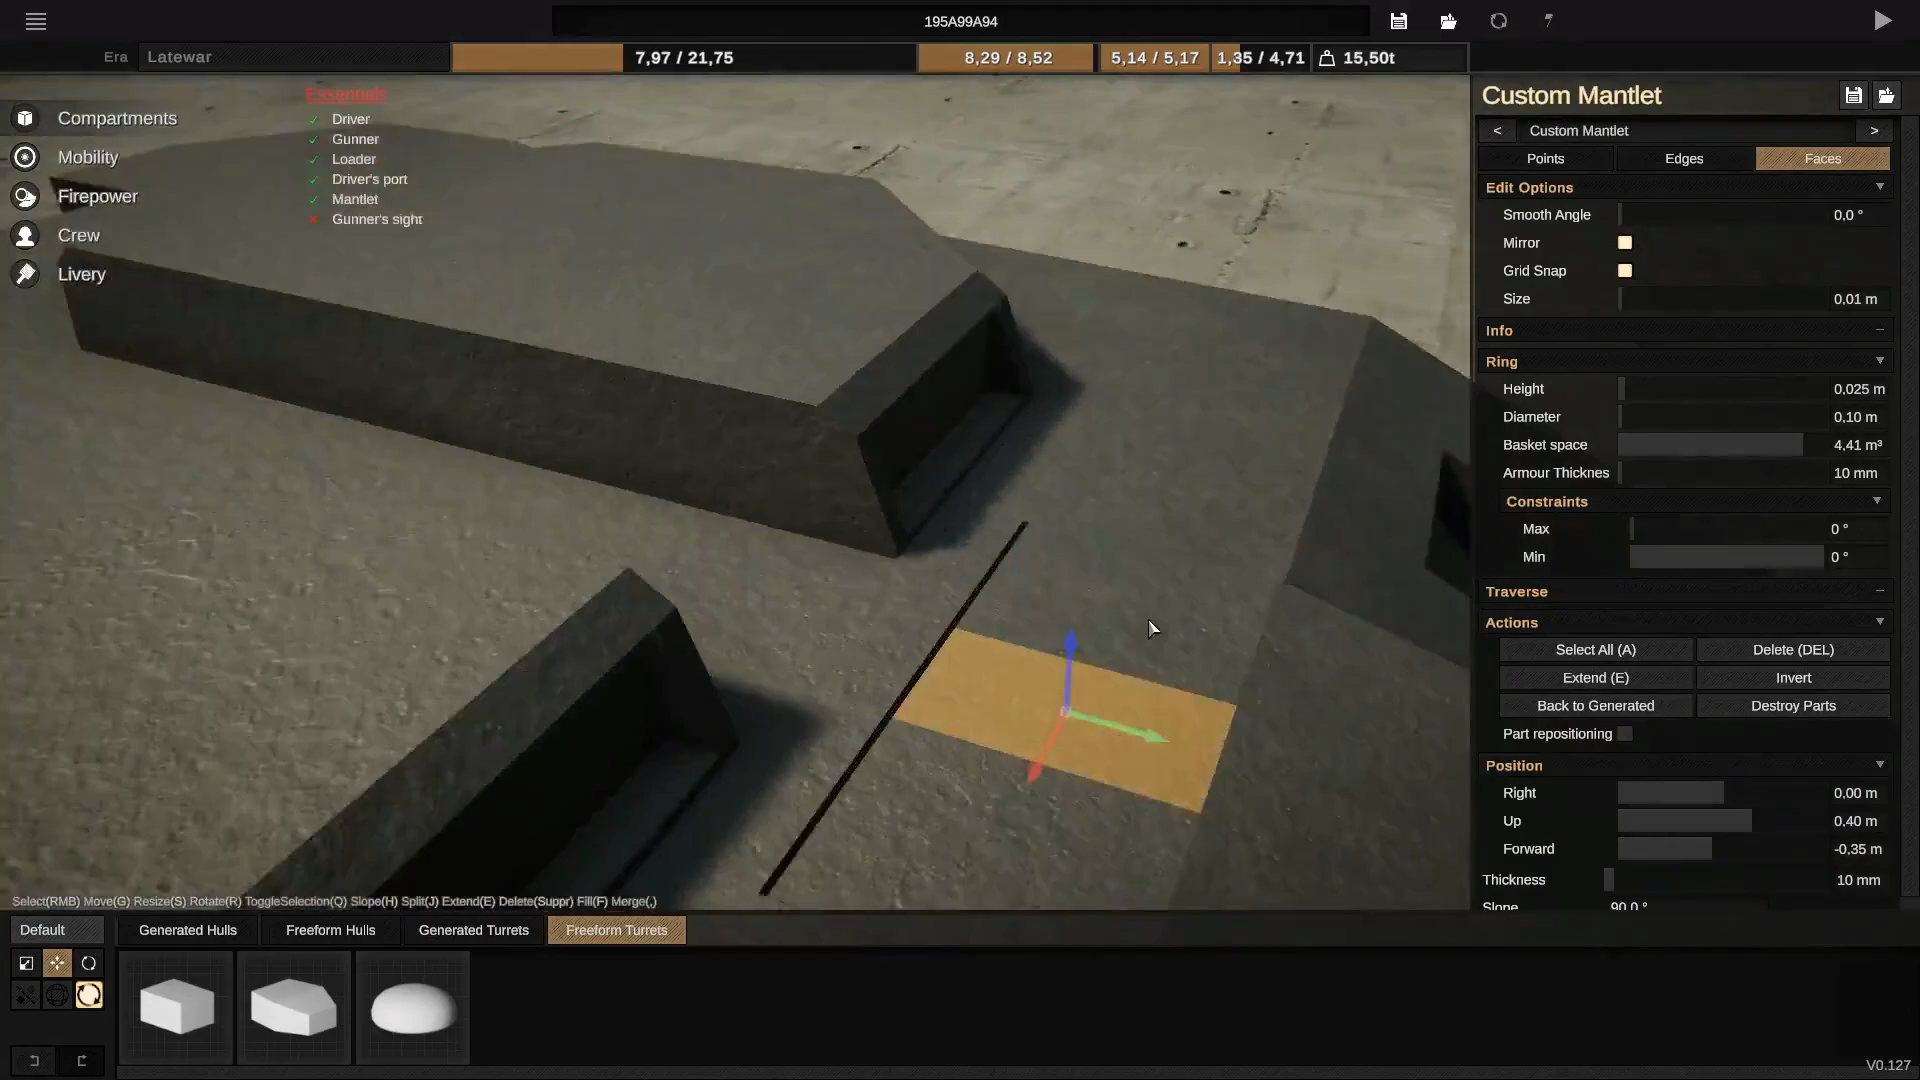 195A99A94
Era
Latewar
7,97 / 21,75
8,29 / 8,52
5,14 / 5,17
1,35 / 4,71
15,50t
Compartments
Mobility
Firepower
Crew
Livery
Essentials
Driver
Gunner
Loader
Driver's port
Mantlet
Gunner's sight
Custom Mantlet
< Custom Mantlet >
Points Edges Faces
Edit Options
Smooth Angle 0,0 °
Mirror
Grid Snap
Size 0,01 m
Info
Ring
Height 0,025 m
Diameter 0,10 m
Basket space 4,41 m³
Armour Thicknes 10 mm
Constraints
Max 0 °
Min 0 °
Traverse
Actions
Select All (A) Delete (DEL)
Extend (E) Invert
Back to Generated Destroy Parts
Part repositioning
Position
Right 0,00 m
Up 0,40 m
Forward -0,35 m
Thickness 10 mm
Slope 90,0 °
Select(RMB) Move(G) Resize(S) Rotate(R) ToggleSelection(Q) Slope(H) Split(J) Extend(E) Delete(Suppr) Fill(F) Merge(,)
Default
Generated Hulls Freeform Hulls Generated Turrets Freeform Turrets
V0.127